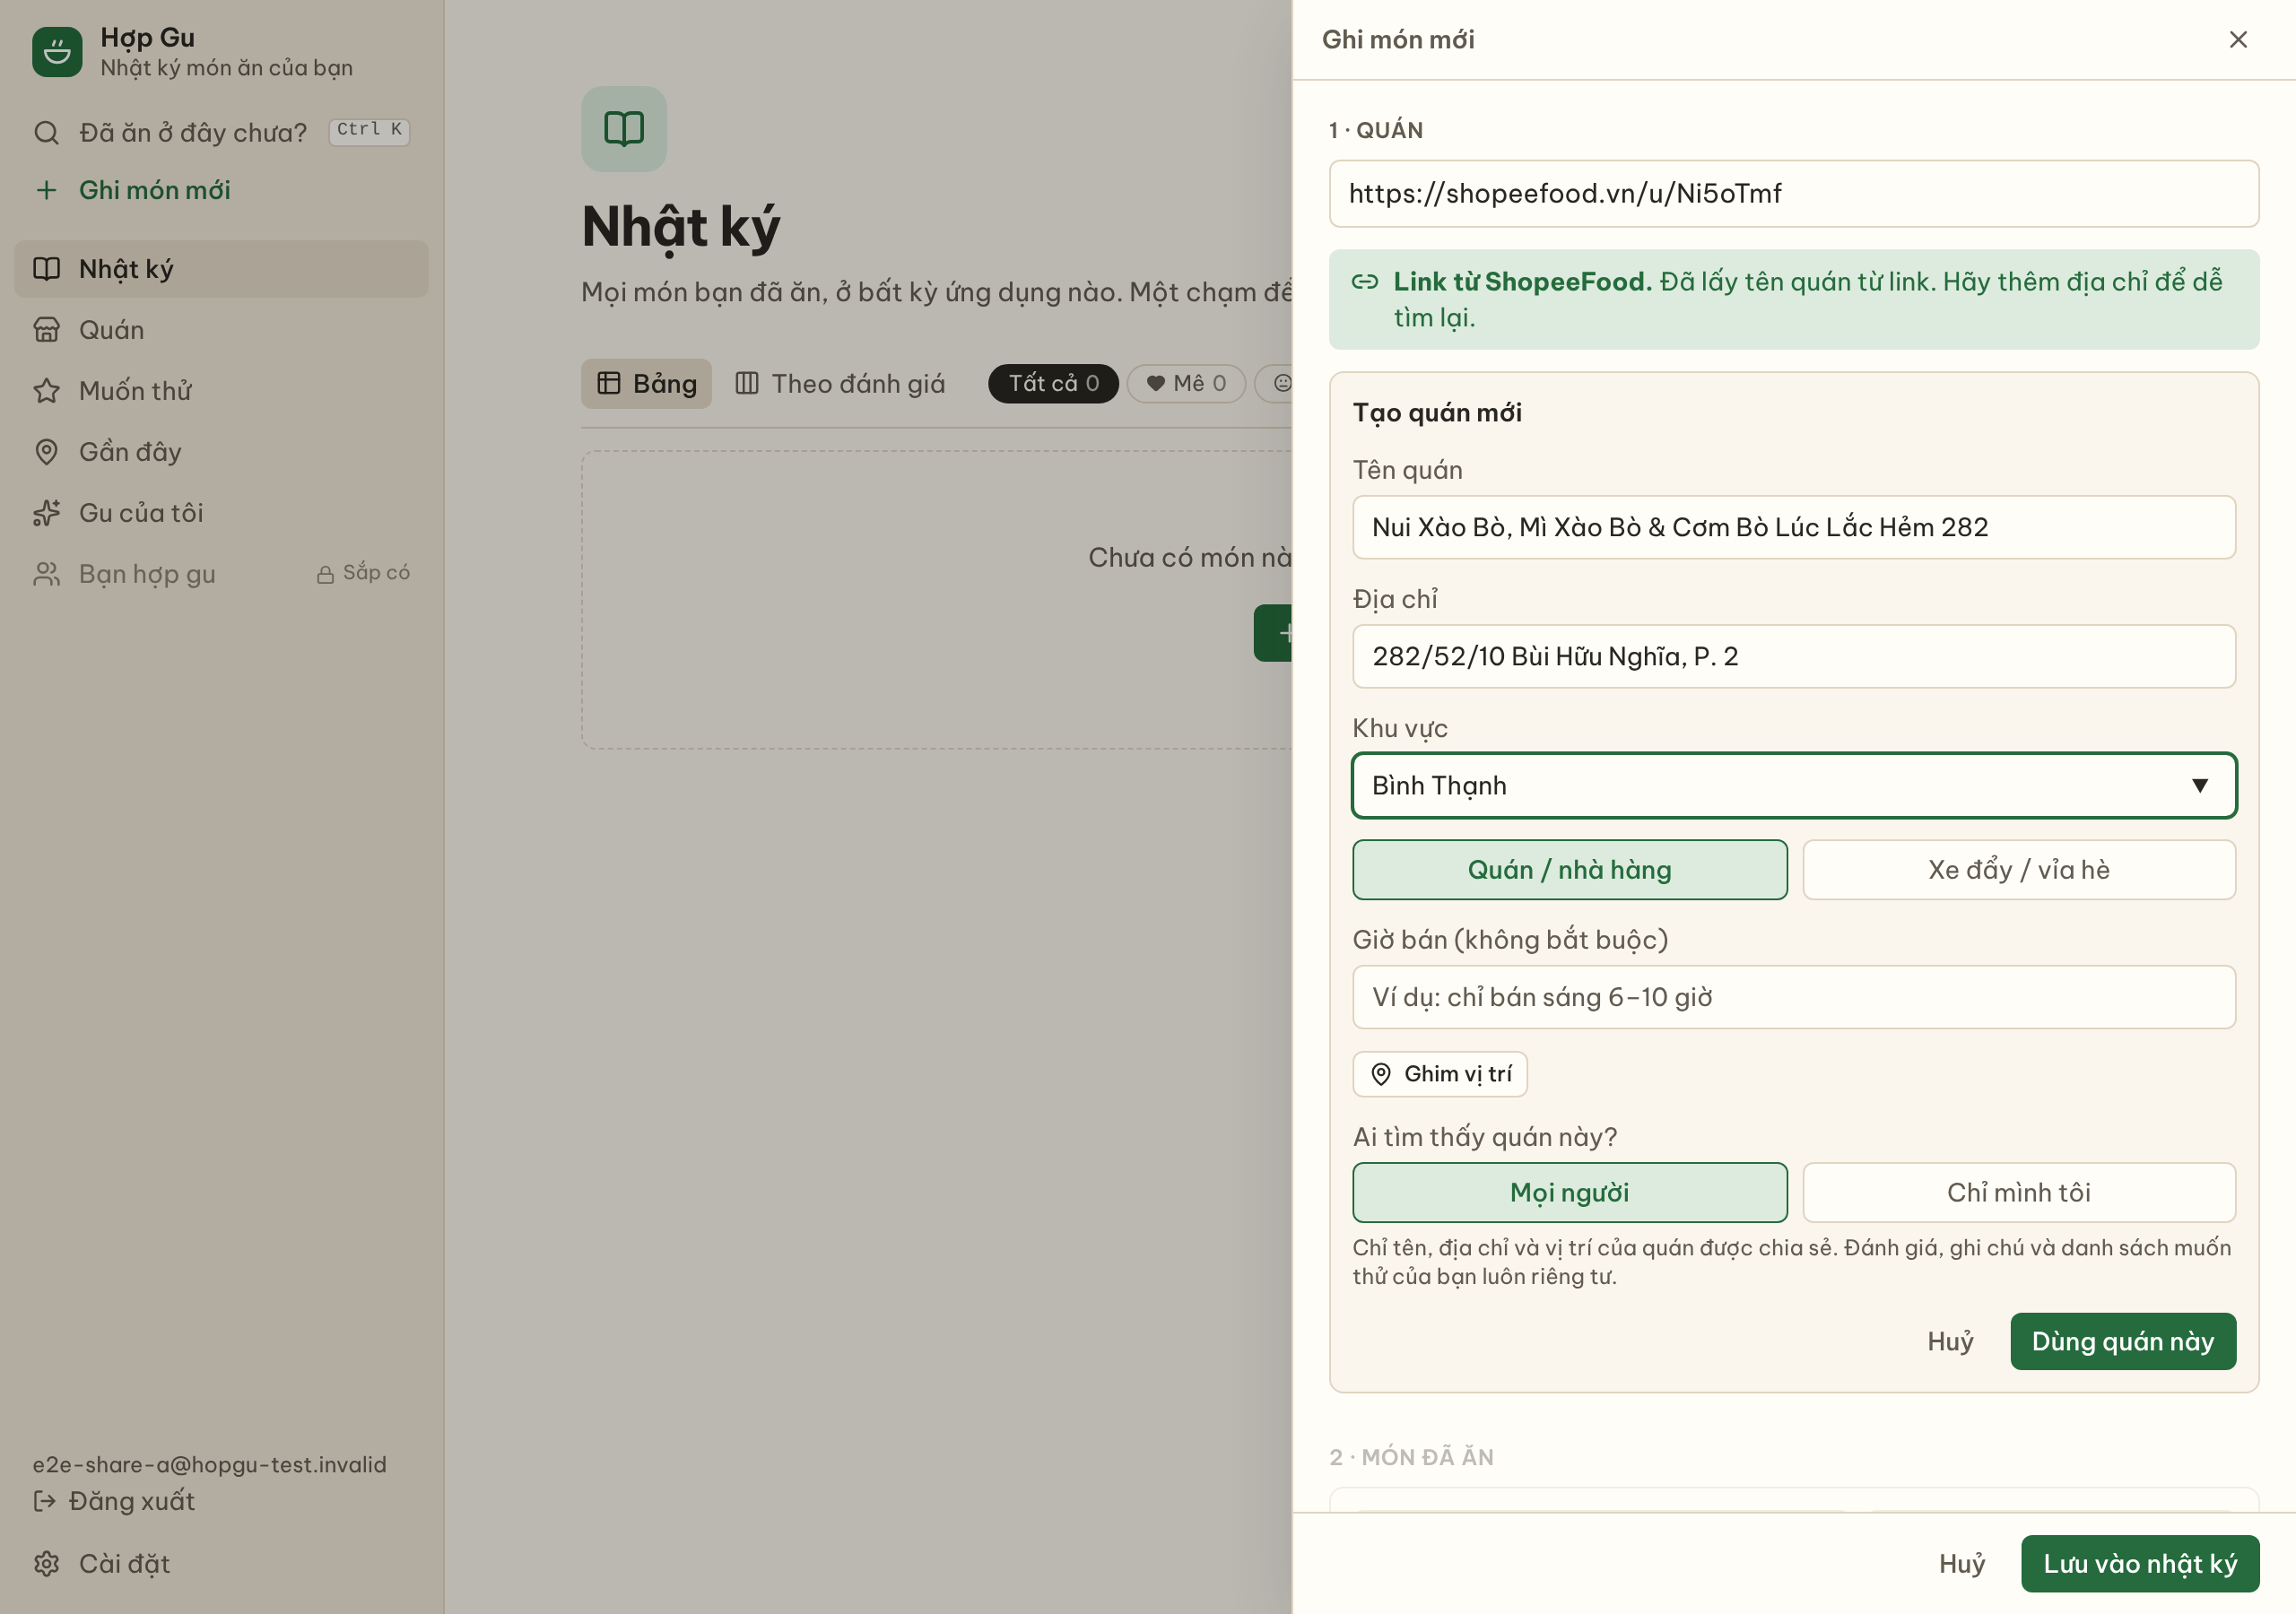 Hợp Gu
Nhật ký món ăn của bạn
Đã ăn ở đây chưa? Ctrl K
Ghi món mới
Nhật ký
Quán
Muốn thử
Gần đây
Gu của tôi
Bạn hợp gu Sắp có
e2e-share-a@hopgu-test.invalid
Đăng xuất
Cài đặt
Nhật ký
Mọi món bạn đã ăn, ở bất kỳ ứng dụng nào. Một chạm để
Bảng Theo đánh giá Tất cả 0 Mê 0
Chưa có món nà
Ghi món mới
1 · QUÁN
https://shopeefood.vn/u/Ni5oTmf
Link từ ShopeeFood. Đã lấy tên quán từ link. Hãy thêm địa chỉ để dễ
tìm lại.
Tạo quán mới
Tên quán
Nui Xào Bò, Mì Xào Bò & Cơm Bò Lúc Lắc Hẻm 282
Địa chỉ
282/52/10 Bùi Hữu Nghĩa, P. 2
Khu vực
Bình Thạnh
Quán / nhà hàng Xe đẩy / vỉa hè
Giờ bán (không bắt buộc)
Ví dụ: chỉ bán sáng 6–10 giờ
Ghim vị trí
Ai tìm thấy quán này?
Mọi người Chỉ mình tôi
Chỉ tên, địa chỉ và vị trí của quán được chia sẻ. Đánh giá, ghi chú và danh sách muốn
thử của bạn luôn riêng tư.
Huỷ Dùng quán này
2 · MÓN ĐÃ ĂN
Huỷ Lưu vào nhật ký